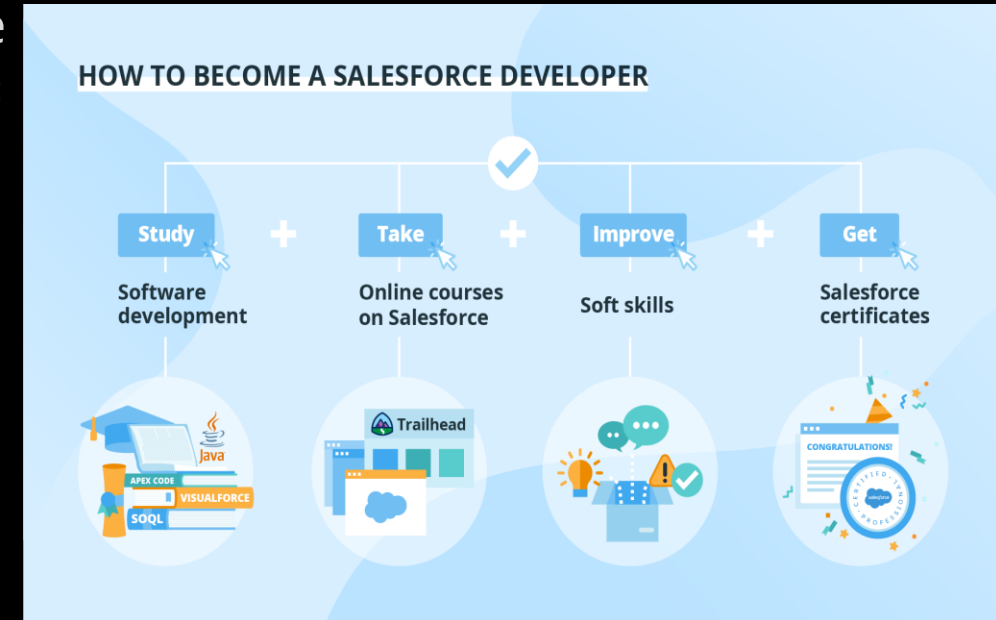 e
HOW TO BECOME A SALESFORCE DEVELOPER
Study
Take
Improve
Get
Software
development
Online courses
on Salesforce
Soft skills
Salesforce
certificates
Java
APEX CODE
VISUALFORCE
SOQL
Trailhead
CONGRATULATIONS!
CERTIFIED
salesforce
PROFESSIONAL